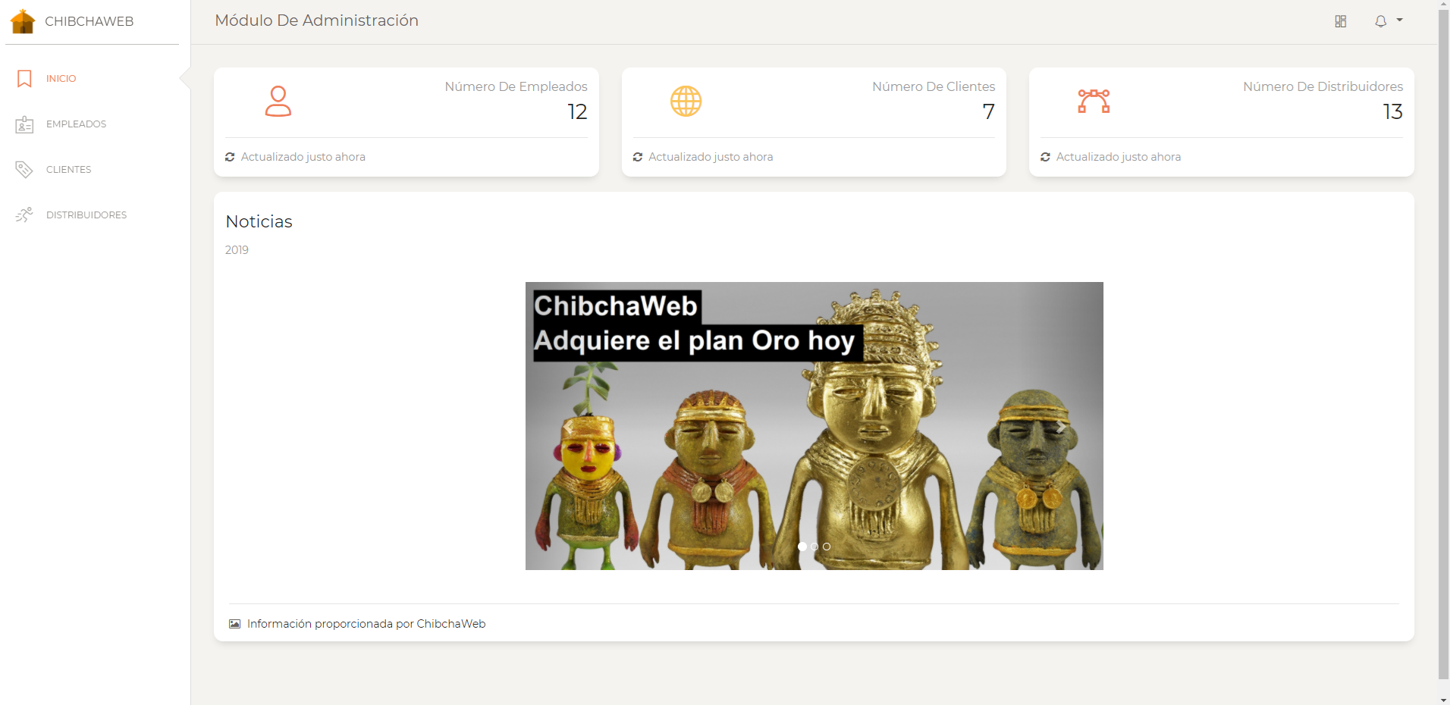 CHIBCHAWEB
Módulo De Administración
INICIO
EMPLEADOS
CLIENTES
DISTRIBUIDORES
Número De Empleados
12
Actualizado justo ahora
Número De Clientes
7
Actualizado justo ahora
Número De Distribuidores
13
Actualizado justo ahora
Noticias
2019
ChibchaWeb
Adquiere el plan Oro hoy
Información proporcionada por ChibchaWeb